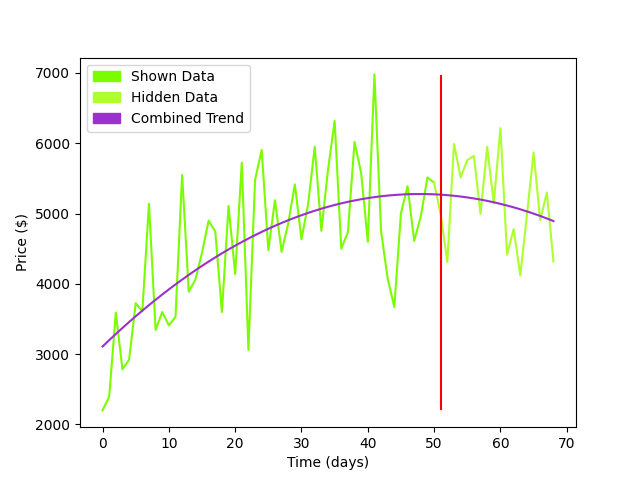 Shown Data
Hidden Data
Combined Trend
7000
6000
5000
4000
3000
2000
Price ($)
0 10 20 30 40 50 60 70
Time (days)